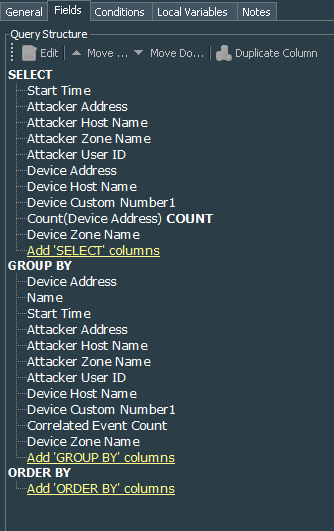 General Fields Conditions Local Variables Notes
Query Structure
Edit Move ... Move Do... Duplicate Column
SELECT
Start Time
Attacker Address
Attacker Host Name
Attacker Zone Name
Attacker User ID
Device Address
Device Host Name
Device Custom Number1
Count(Device Address) COUNT
Device Zone Name
Add 'SELECT' columns
GROUP BY
Device Address
Name
Start Time
Attacker Address
Attacker Host Name
Attacker Zone Name
Attacker User ID
Device Host Name
Device Custom Number1
Correlated Event Count
Device Zone Name
Add 'GROUP BY' columns
ORDER BY
Add 'ORDER BY' columns